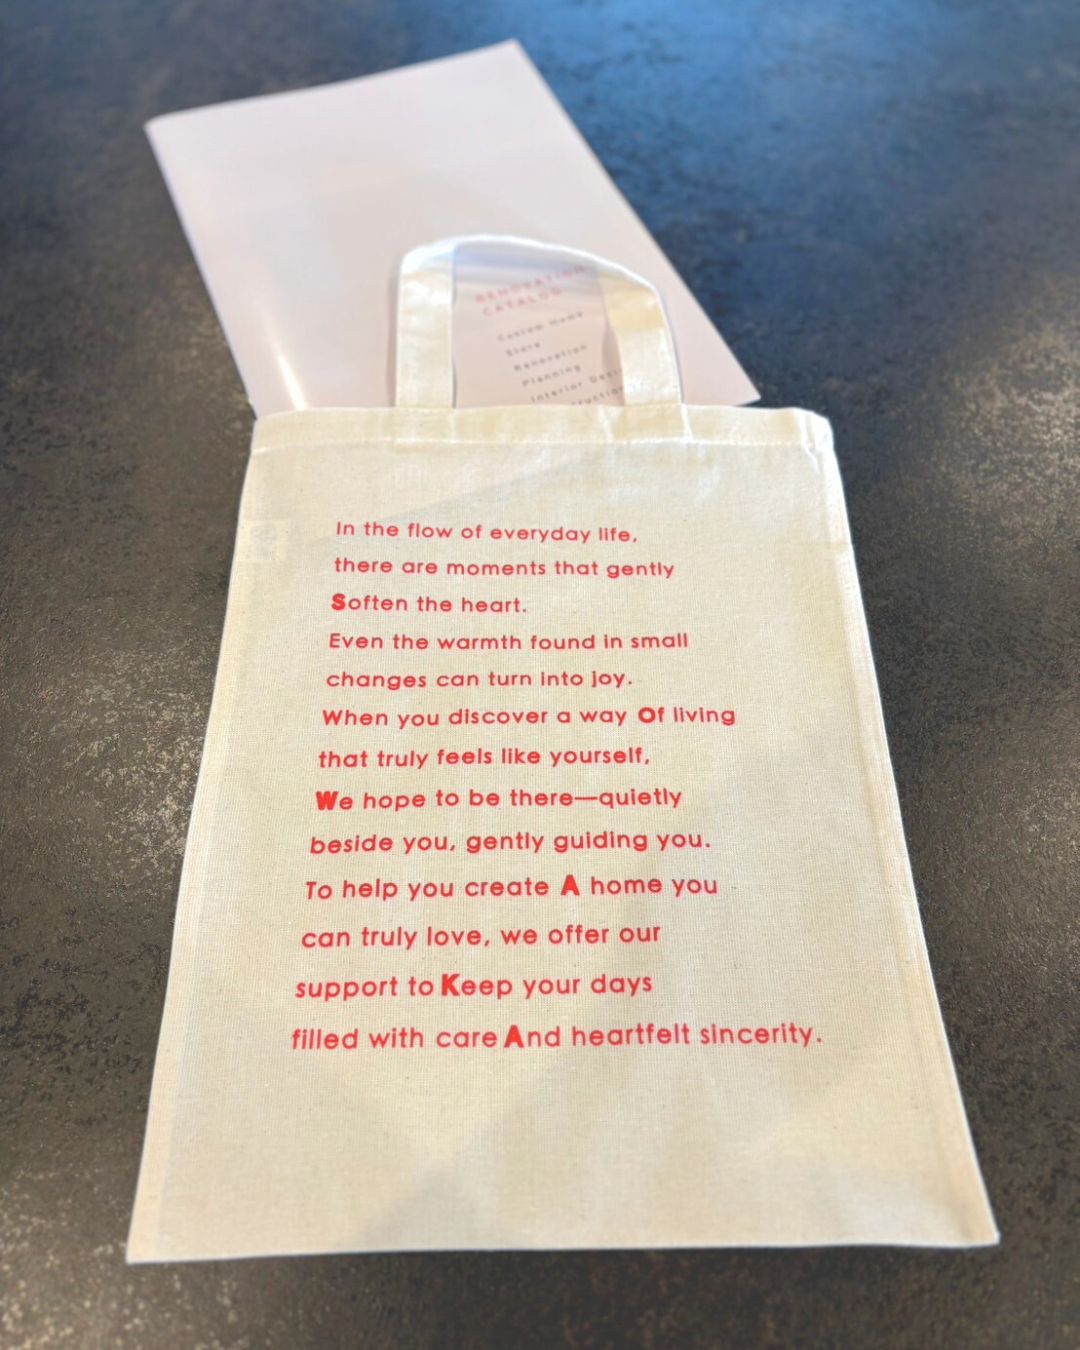 RENOVATION
CATALOG
Custom Home
Store
Renovation
Planning
Interior
In the flow of everyday life,
there are moments that gently
Soften the heart.
Even the warmth found in small
changes can turn into joy.
When you discover a way Of living
that truly feels like yourself,
We hope to be there—quietly
beside you, gently guiding you.
To help you create A home you
can truly love, we offer our
support to Keep your days
filled with care And heartfelt sincerity.